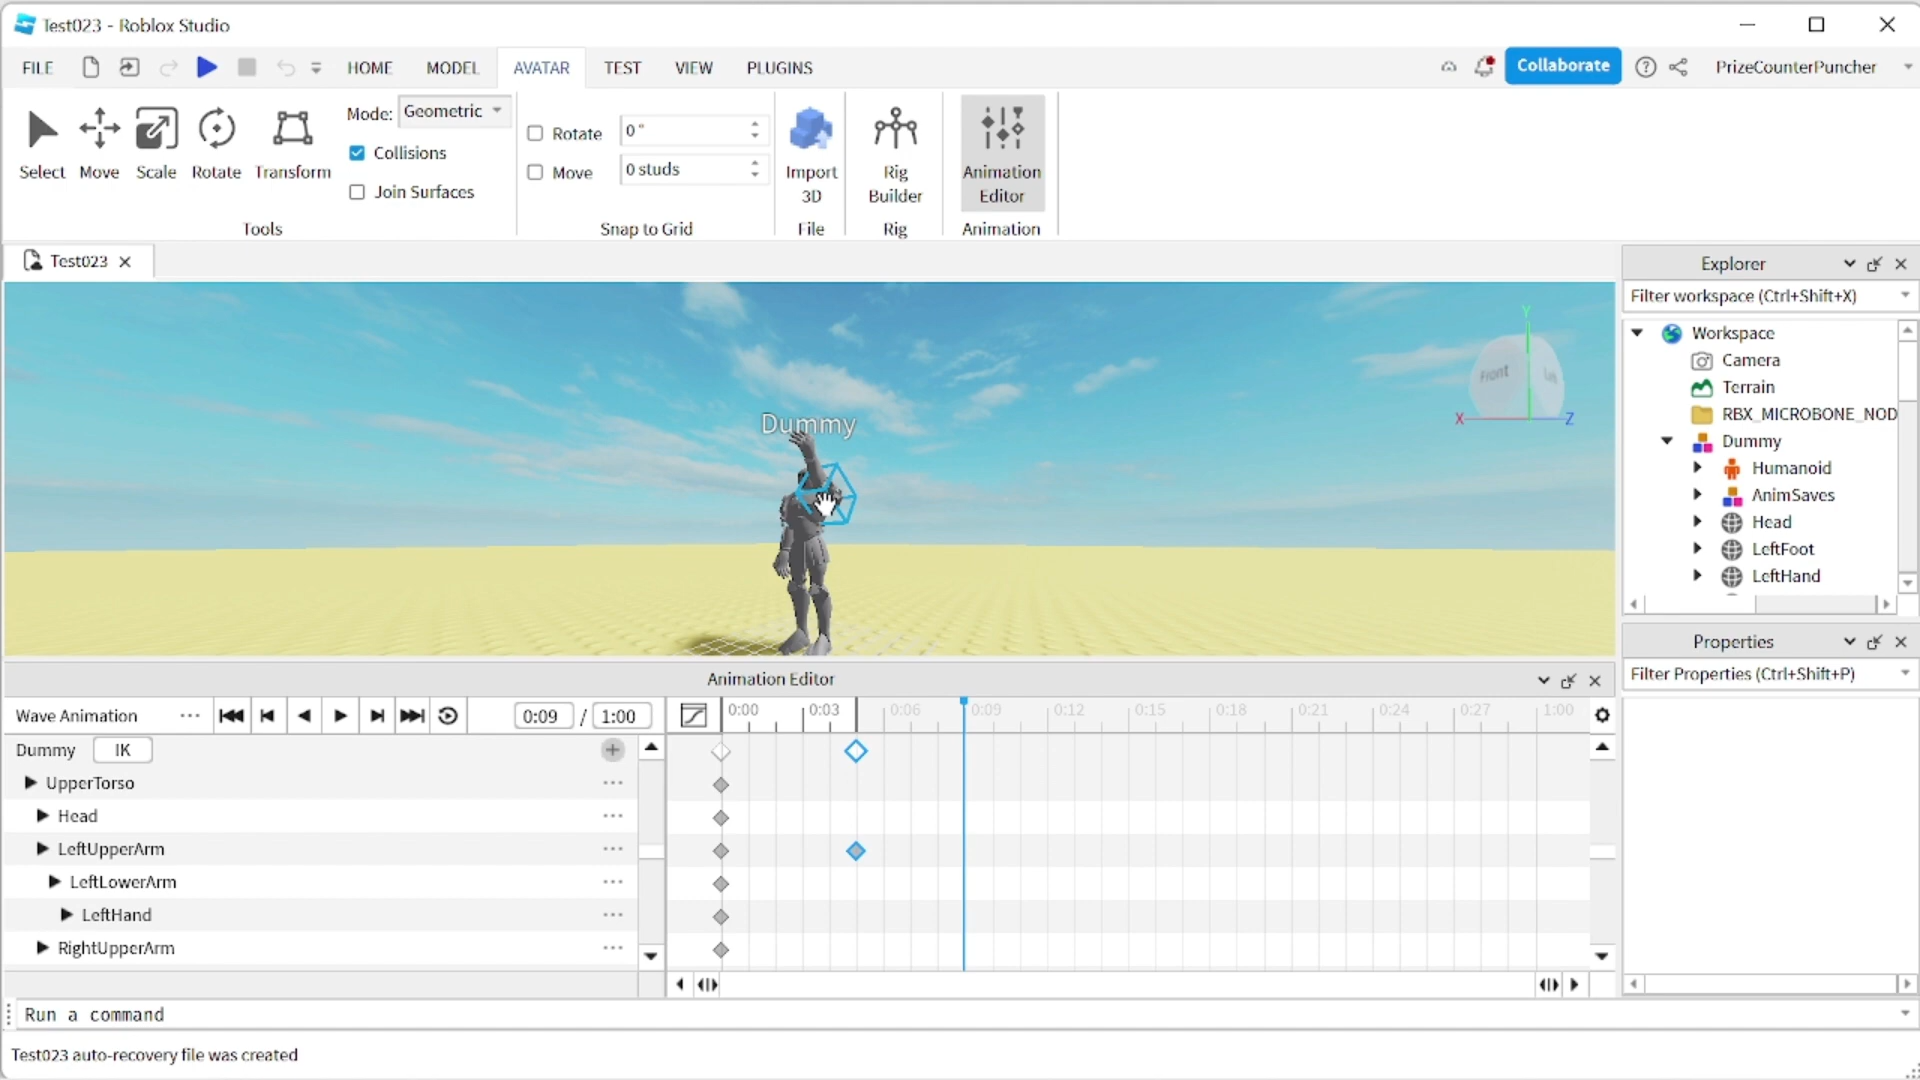 Test023 - Roblox Studio
FILE HOME MODEL AVATAR TEST VIEW PLUGINS Collaborate PrizeCounterPuncher
Select Move Scale Rotate Transform
Mode: Geometric
Collisions
Join Surfaces
Tools
Rotate 0 °
Move 0 studs
Snap to Grid
Import
3D
File
Rig
Builder
Rig
Animation
Editor
Animation
Test023
Dummy
Front
Y
X
Z
Explorer
Filter workspace (Ctrl+Shift+X)
Workspace
Camera
Terrain
RBX_MICROBONE_NOD
Dummy
Humanoid
AnimSaves
Head
LeftFoot
LeftHand
Properties
Filter Properties (Ctrl+Shift+P)
Animation Editor
Wave Animation 0:09 / 1:00
0:00 0:03 0:06 0:09 0:12 0:15 0:18 0:21 0:24 0:27 1:00
Dummy IK
UpperTorso
Head
LeftUpperArm
LeftLowerArm
LeftHand
RightUpperArm
Run a command
Test023 auto-recovery file was created